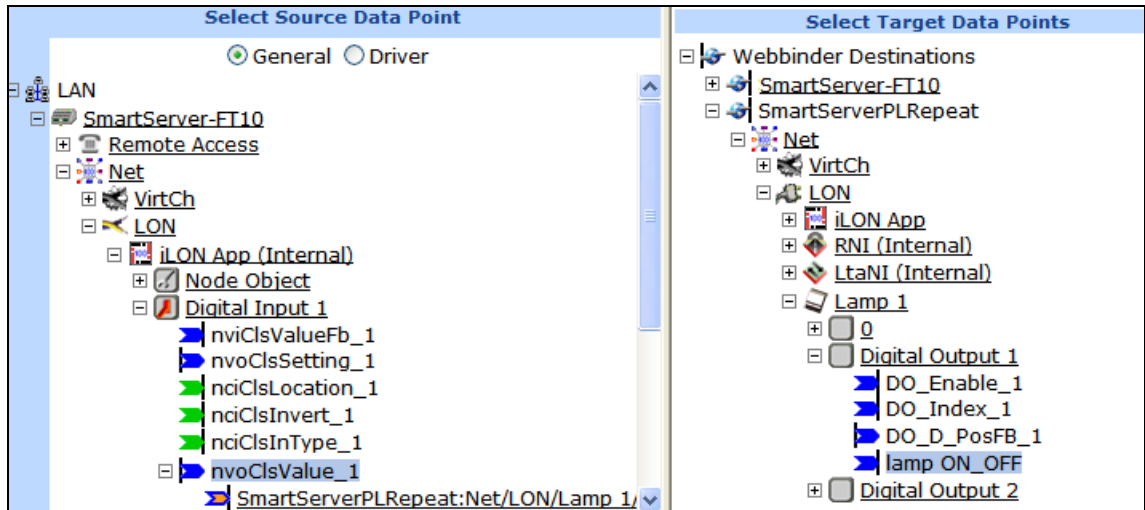 Select Source Data Point
General Driver
LAN
SmartServer-FT10
Remote Access
Net
VirtCh
LON
iLON App (Internal)
Node Object
Digital Input 1
nviClsValueFb_1
nvoClsSetting_1
nciClsLocation_1
nciClsInvert_1
nciClsInType_1
nvoClsValue_1
SmartServerPLRepeat:Net/LON/Lamp 1/
Select Target Data Points
Webbinder Destinations
SmartServer-FT10
SmartServerPLRepeat
Net
VirtCh
LON
iLON App
RNI (Internal)
LtaNI (Internal)
Lamp 1
0
Digital Output 1
DO_Enable_1
DO_Index_1
DO_D_PosFB_1
lamp ON_OFF
Digital Output 2